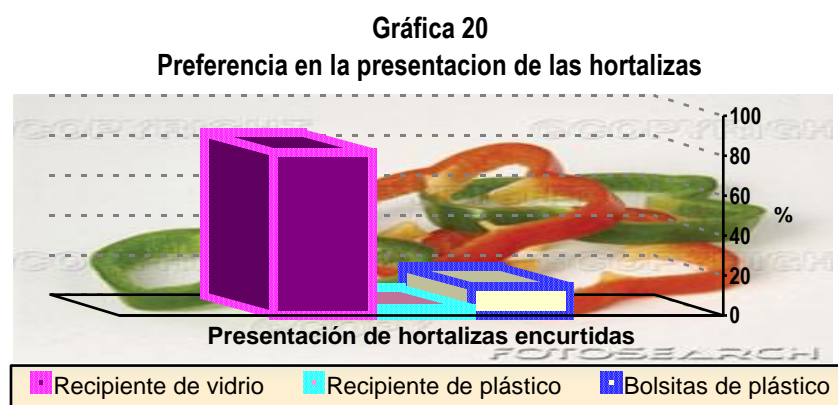 Gráfica 20
Preferencia en la presentacion de las hortalizas
100
80
60
40
20
0
%
Presentación de hortalizas encurtidas
FOTOSEARCH
Recipiente de vidrio
Recipiente de plástico
Bolsitas de plástico